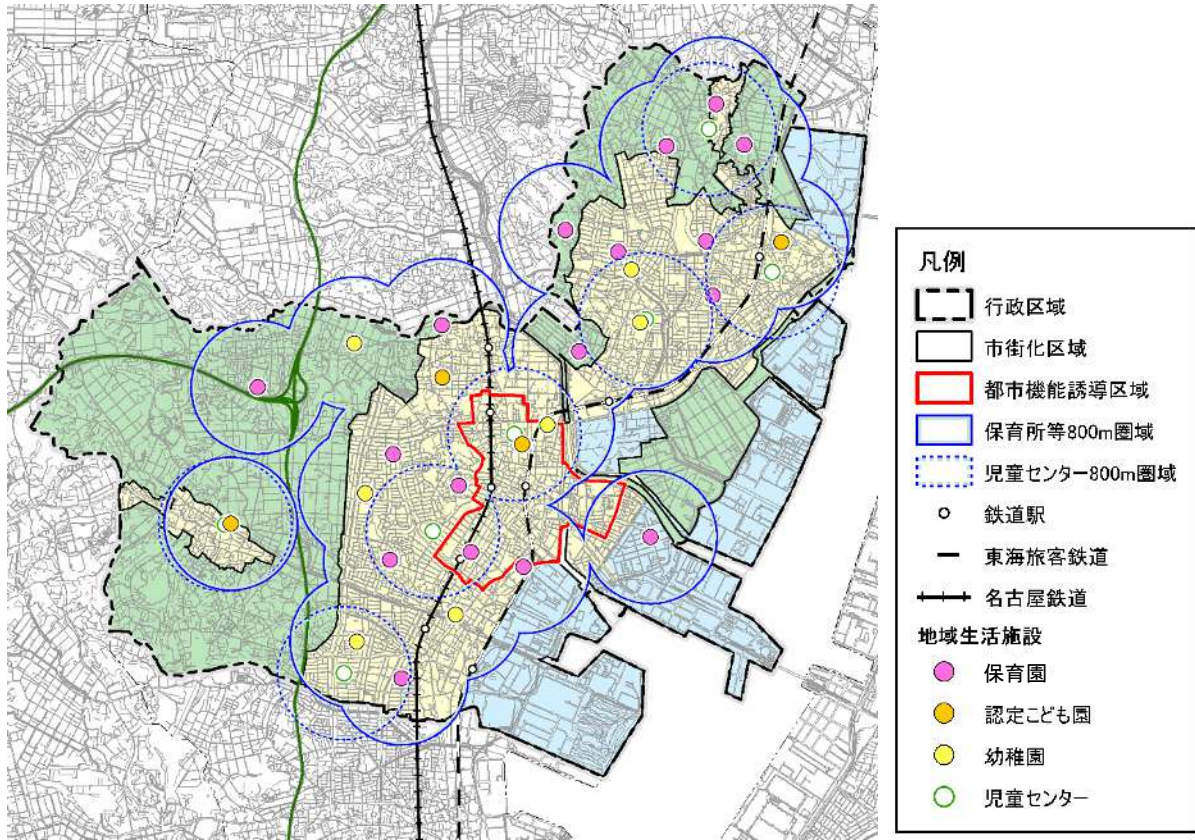 凡例
行政区域
市街化区域
都市機能誘導区域
保育所等800m圏域
児童センター800m圏域
鉄道駅
東海旅客鉄道
名古屋鉄道
地域生活施設
保育園
認定こども園
幼稚園
児童センター